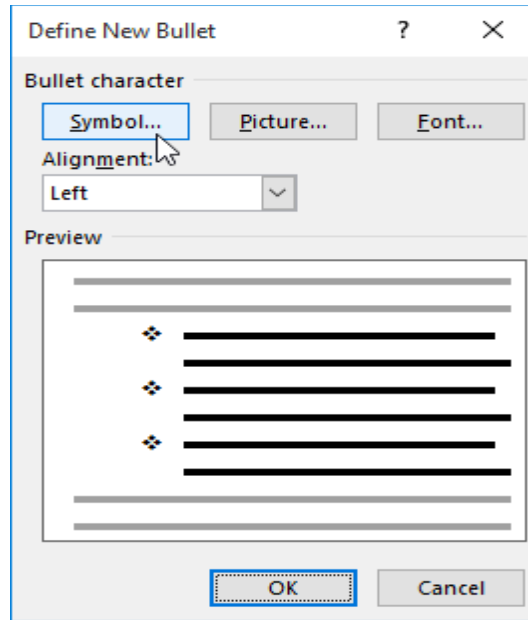 Define New Bullet ?
Bullet character
Symbol... Picture... Font...
Alignment:
Left
Preview
OK Cancel